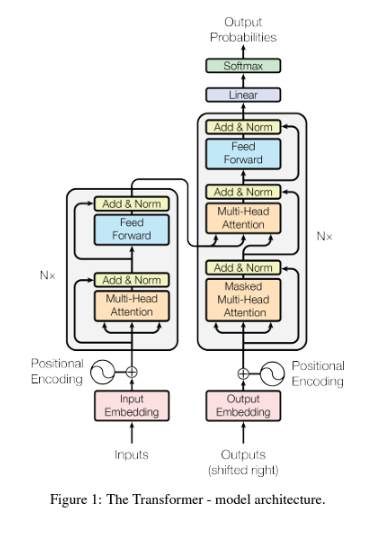 Output
Probabilities
Softmax
Linear
Add & Norm
Feed
Forward
Add & Norm
Multi-Head
Attention
Add & Norm
Masked
Multi-Head
Attention
Nx
Add & Norm
Feed
Forward
Add & Norm
Multi-Head
Attention
Nx
Positional
Encoding
Positional
Encoding
Input
Embedding
Output
Embedding
Inputs
Outputs
(shifted right)
Figure 1: The Transformer - model architecture.